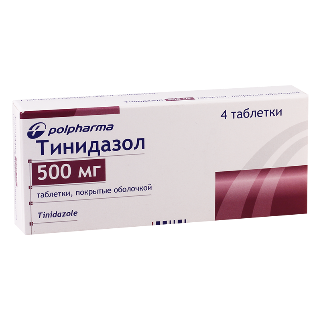 polpharma
4 таблетки
Тинидазол
500 мг
таблетки, покрытые оболочкой
Tinidazole